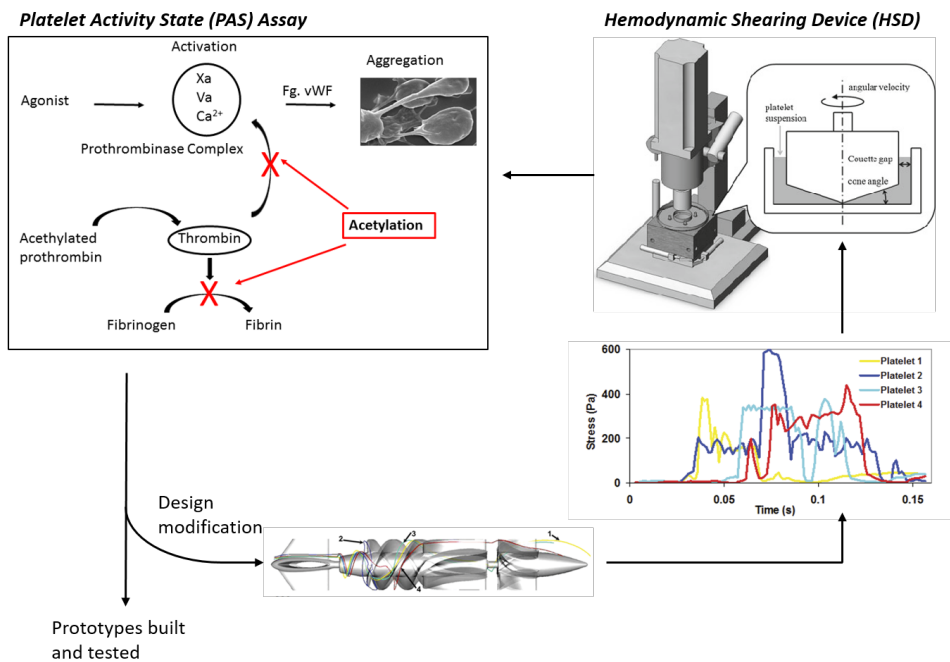 Platelet Activity State (PAS) Assay
Hemodynamic Shearing Device (HSD)
Activation
Xa
Va
Ca²⁺
Agonist
Fg. vWF
Aggregation
Prothrombinase Complex
Acetylation
Acethylated
prothrombin
Thrombin
Fibrinogen
Fibrin
angular velocity
platelet
suspension
Couette gap
cone angle
600
400
200
0
Stress (Pa)
Platelet 1
Platelet 2
Platelet 3
Platelet 4
0
0.05
0.1
0.15
Time (s)
Design
modification
2
3
1
4
Prototypes built
and tested